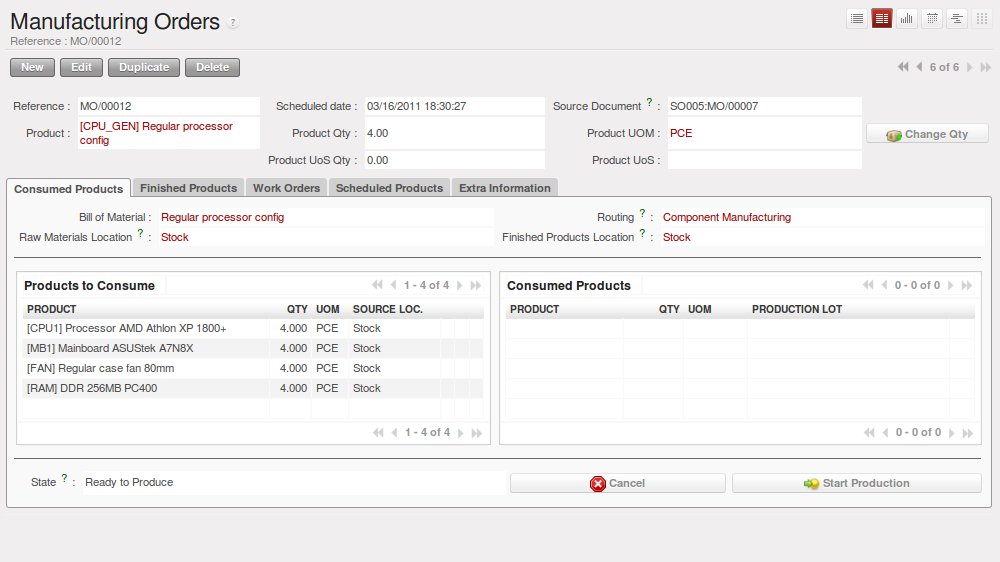 Manufacturing Orders ?
Reference : MO/00012
New Edit Duplicate Delete 6 of 6
Reference : MO/00012 Scheduled date : 03/16/2011 18:30:27 Source Document ? : SO005:MO/00007
Product : [CPU_GEN] Regular processor config Product Qty : 4.00 Product UOM : PCE Change Qty
Product UoS Qty : 0.00 Product UoS :
Consumed Products Finished Products Work Orders Scheduled Products Extra Information
Bill of Material : Regular processor config Routing ? : Component Manufacturing
Raw Materials Location ? : Stock Finished Products Location ? : Stock
Products to Consume 1 - 4 of 4
PRODUCT QTY UOM SOURCE LOC.
[CPU1] Processor AMD Athlon XP 1800+ 4.000 PCE Stock
[MB1] Mainboard ASUStek A7N8X 4.000 PCE Stock
[FAN] Regular case fan 80mm 4.000 PCE Stock
[RAM] DDR 256MB PC400 4.000 PCE Stock
1 - 4 of 4
Consumed Products 0 - 0 of 0
PRODUCT QTY UOM PRODUCTION LOT
0 - 0 of 0
State ? : Ready to Produce Cancel Start Production